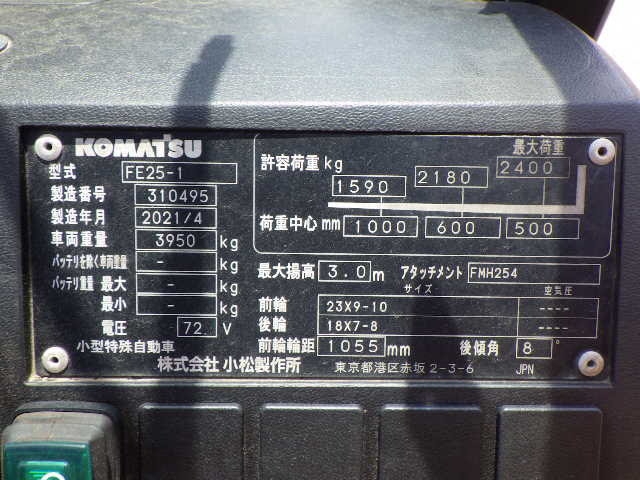 KOMATSU
型式 FE25-1
製造番号 310495
製造年月 2021/4
車両重量 3950 kg
バッテリを除く車両重量 - kg
バッテリ重量 最大 - kg
最小 - kg
電圧 72 V
小型特殊自動車
最大荷重
許容荷重 kg 1590 2180 2400
荷重中心 mm 1000 600 500
最大揚高 3.0 m アタッチメント FMH254
サイズ 空気圧
前輪 23X9-10 ----
後輪 18X7-8 ----
前輪輪距 1055 mm 後傾角 8 °
株式会社 小松製作所 東京都港区赤坂 2-3-6 JPN